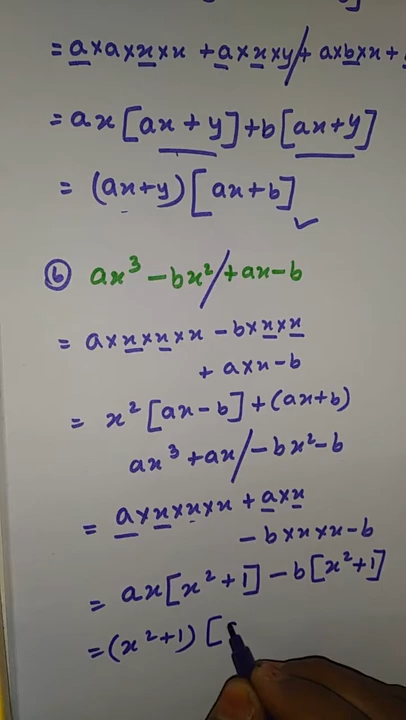 = a×a×x×x + a×x×y/+ a×b×x +
= ax [ax + y] + b [ax + y]
= (ax+y) [ax + b] ✓
ⓑ ax³ − bx² / + ax − b
= a×x×x×x − b×x×x
+ a×x − b
= x² [ax − b] + (ax + b)
ax³ + ax / − bx² − b
= a×x×x×x + a×x
− b×x×x − b
= ax [x² + 1] − b [x² + 1]
= (x² + 1) [